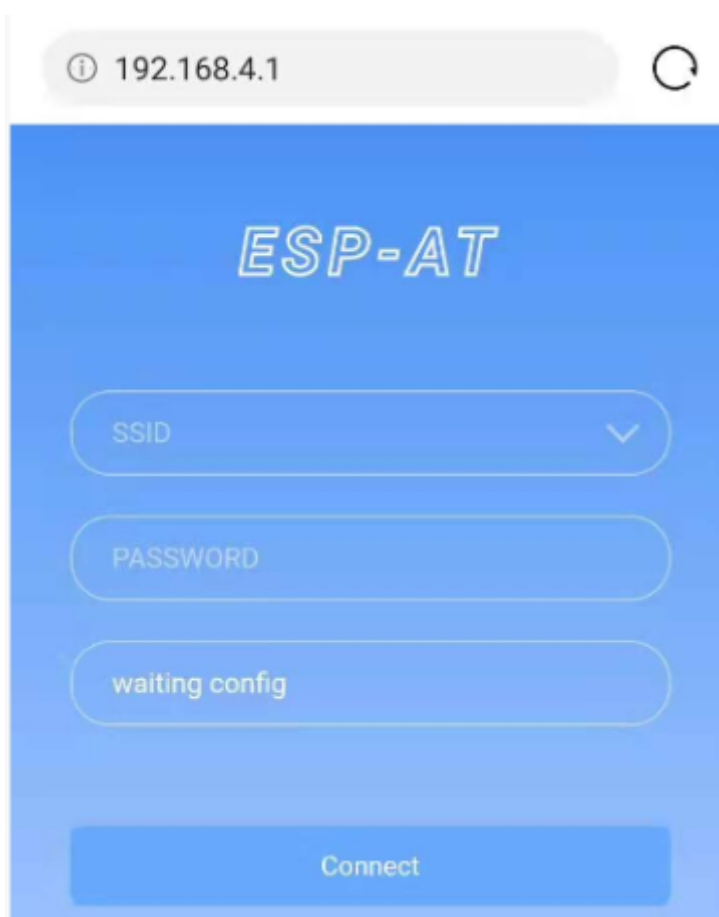 192.168.4.1
ESP-AT
SSID
PASSWORD
waiting config
Connect